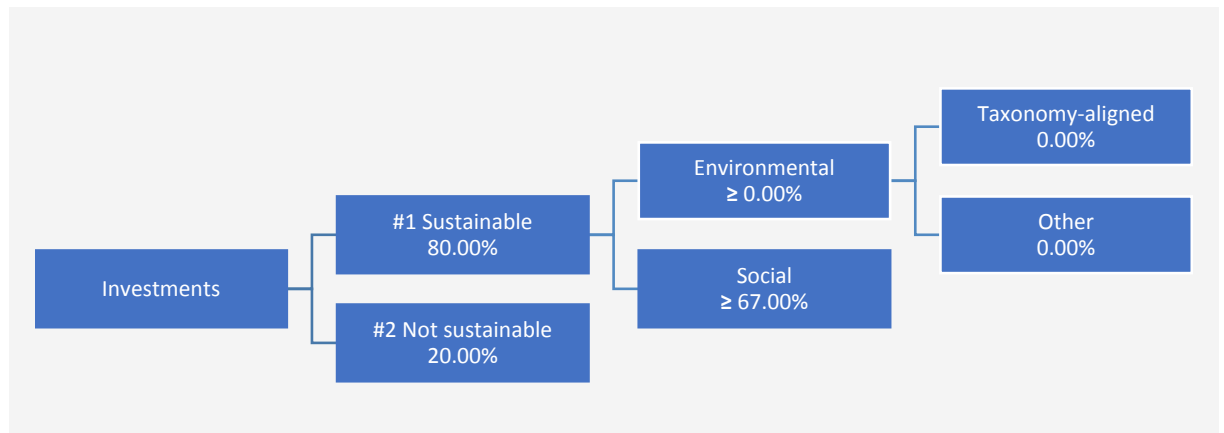 Investments
#1 Sustainable
80.00%
#2 Not sustainable
20.00%
Environmental
≥ 0.00%
Social
≥ 67.00%
Taxonomy-aligned
0.00%
Other
0.00%